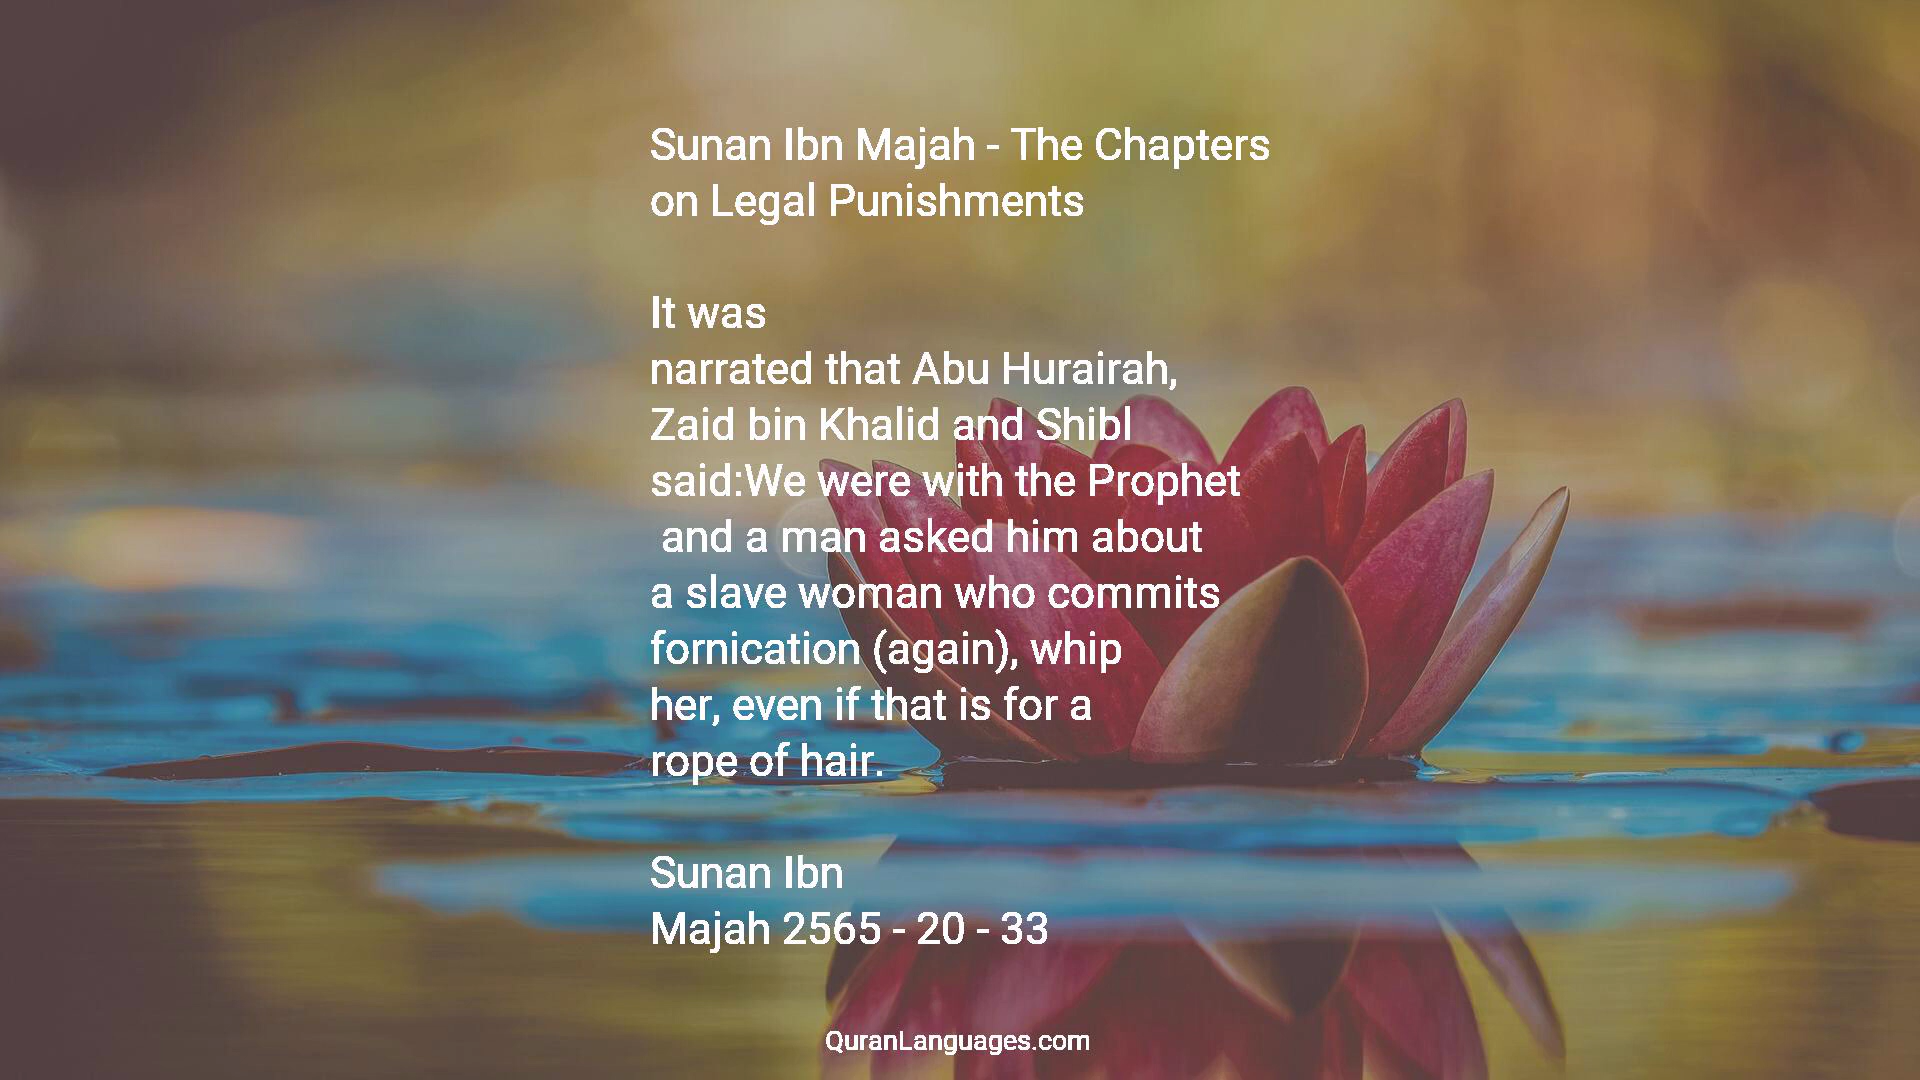 Sunan Ibn Majah - The Chapters
on Legal Punishments
It was
narrated that Abu Hurairah,
Zaid bin Khalid and Shibl
said:We were with the Prophet
and a man asked him about
a slave woman who commits
fornication (again), whip
her, even if that is for a
rope of hair.
Sunan Ibn
Majah 2565 - 20 - 33
QuranLanguages.com